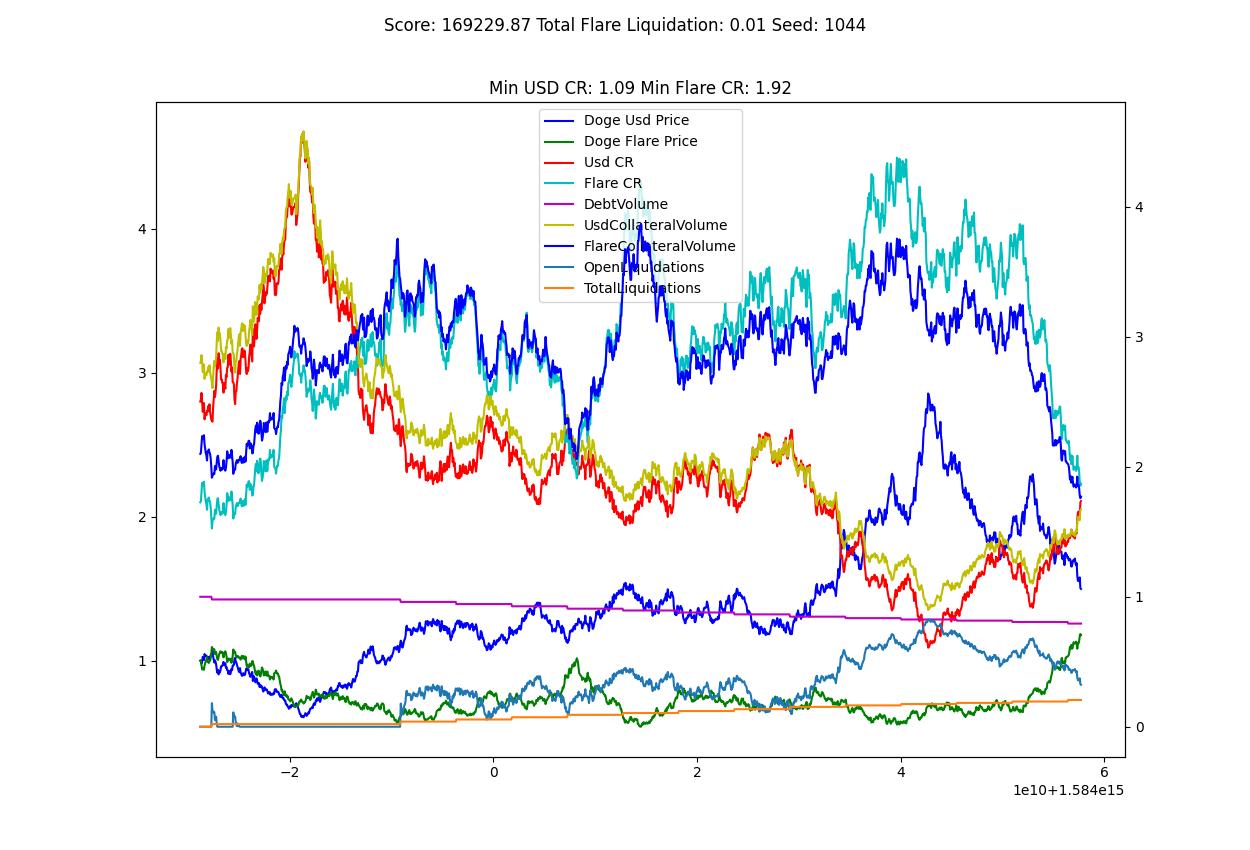 Score: 169229.87 Total Flare Liquidation: 0.01 Seed: 1044
Min USD CR: 1.09 Min Flare CR: 1.92
Doge Usd Price
Doge Flare Price
Usd CR
Flare CR
DebtVolume
UsdCollateralVolume
FlareCollateralVolume
OpenLiquidations
TotalLiquidations
4
3
2
1
4
3
2
1
0
−2
0
2
4
6
1e10+1.584e15